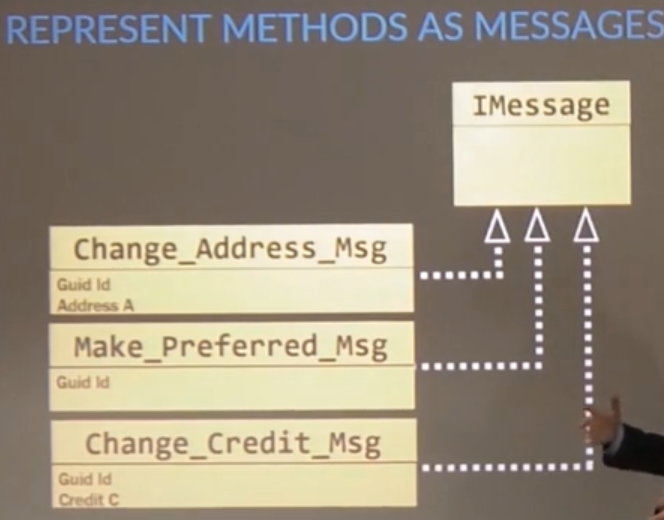 REPRESENT METHODS AS MESSAGES
IMessage
Change_Address_Msg
Guid Id
Address A
Make_Preferred_Msg
Guid Id
Change_Credit_Msg
Guid Id
Credit C